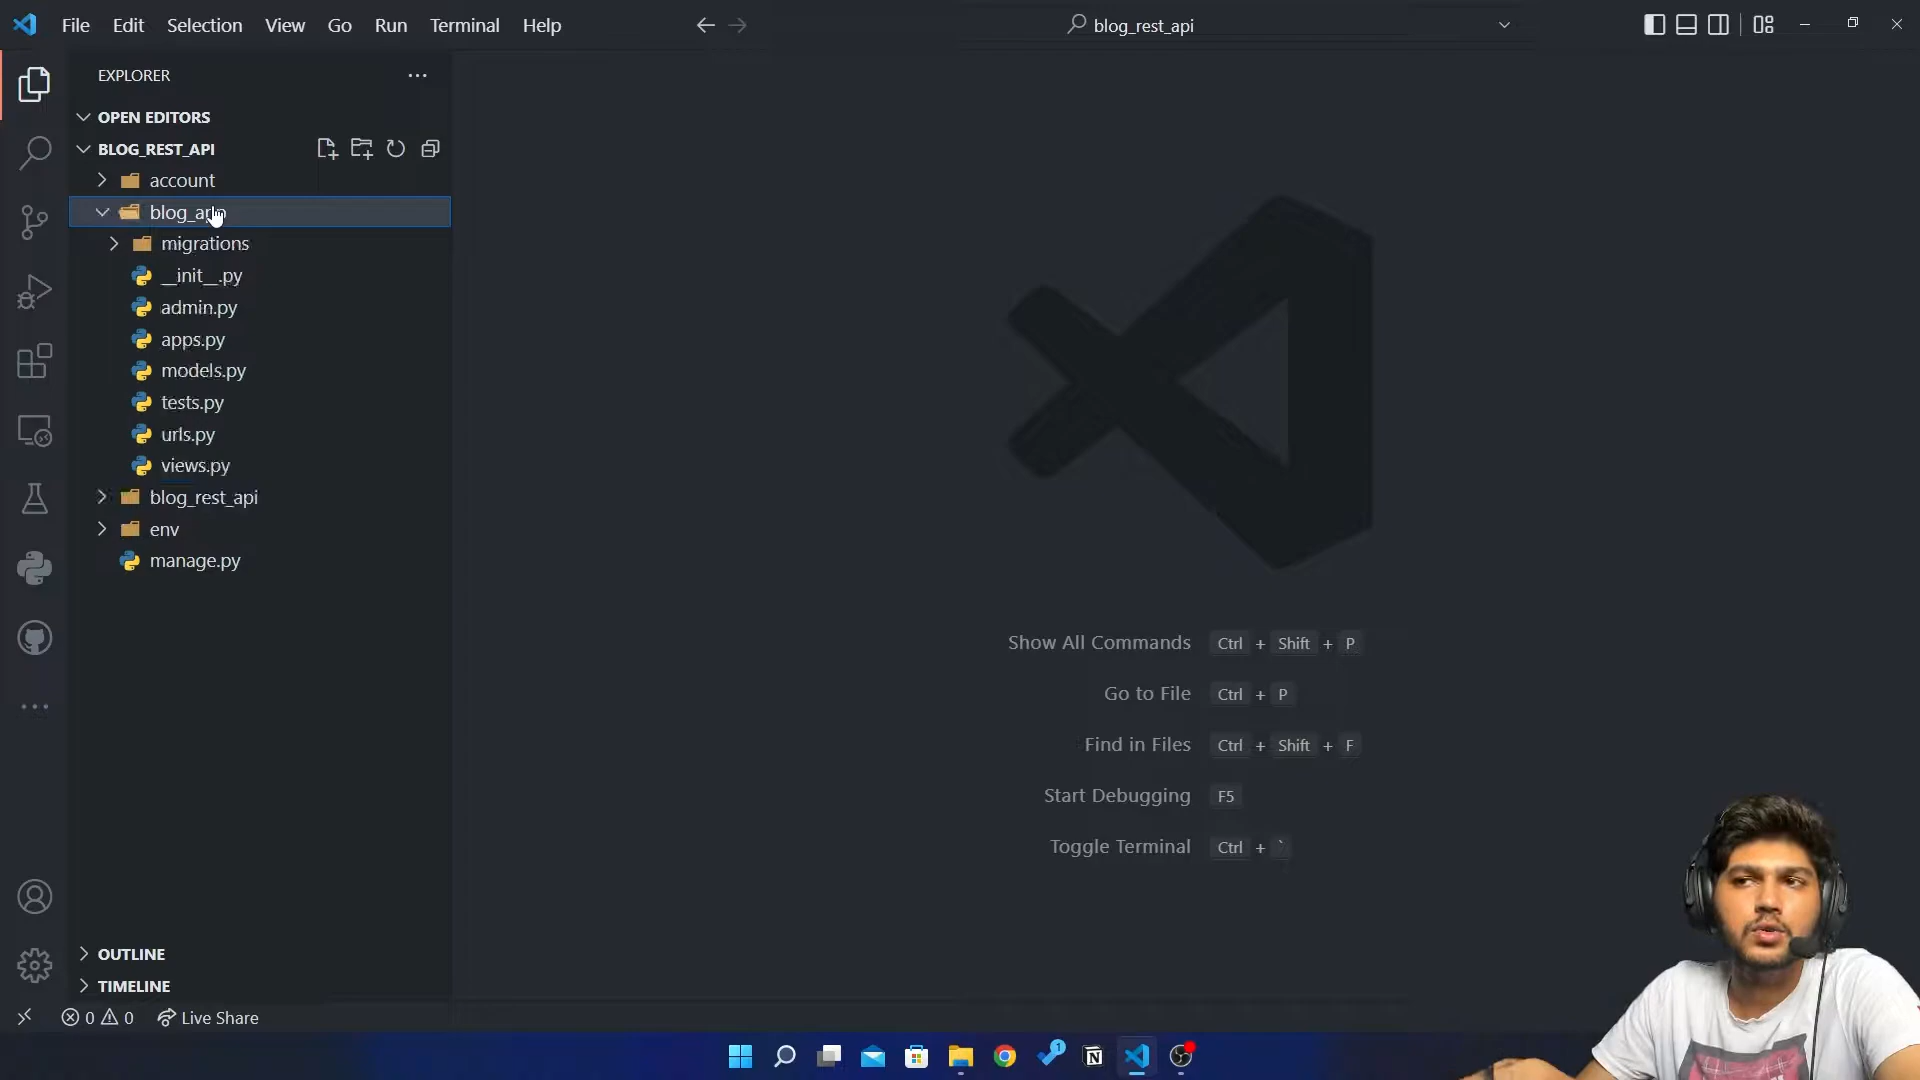 File Edit Selection View Go Run Terminal Help
blog_rest_api
EXPLORER
OPEN EDITORS
BLOG_REST_API
account
migrations
__init__.py
admin.py
apps.py
models.py
tests.py
urls.py
views.py
blog_rest_api
env
manage.py
Show All Commands Ctrl + Shift + P
Go to File Ctrl + P
Find in Files Ctrl + Shift + F
Start Debugging F5
Toggle Terminal Ctrl + `
OUTLINE
TIMELINE
0 0 Live Share
1